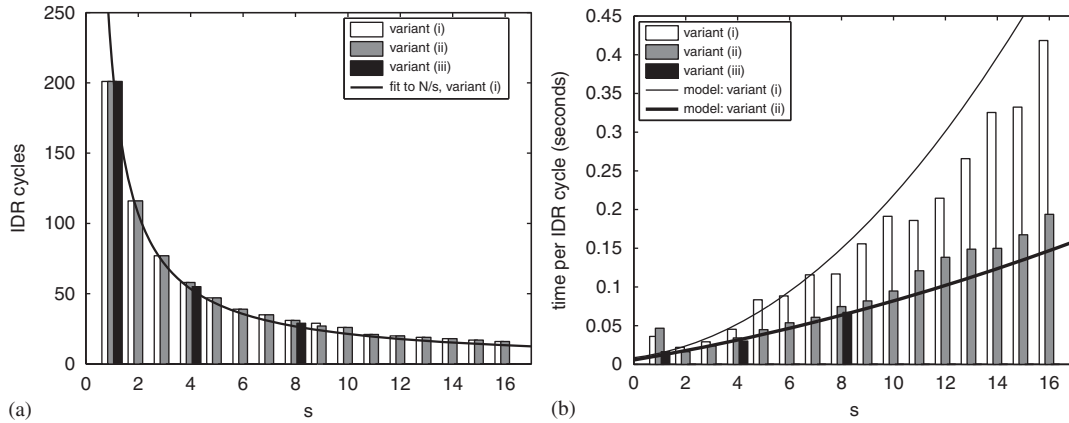 250
200
150
100
50
0
IDR cycles
variant (i)
variant (ii)
variant (iii)
fit to N/s, variant (i)
0 2 4 6 8 10 12 14 16
s
(a)
0.45
0.4
0.35
0.3
0.25
0.2
0.15
0.1
0.05
0
time per IDR cycle (seconds)
variant (i)
variant (ii)
variant (iii)
model: variant (i)
model: variant (ii)
0 2 4 6 8 10 12 14 16
s
(b)